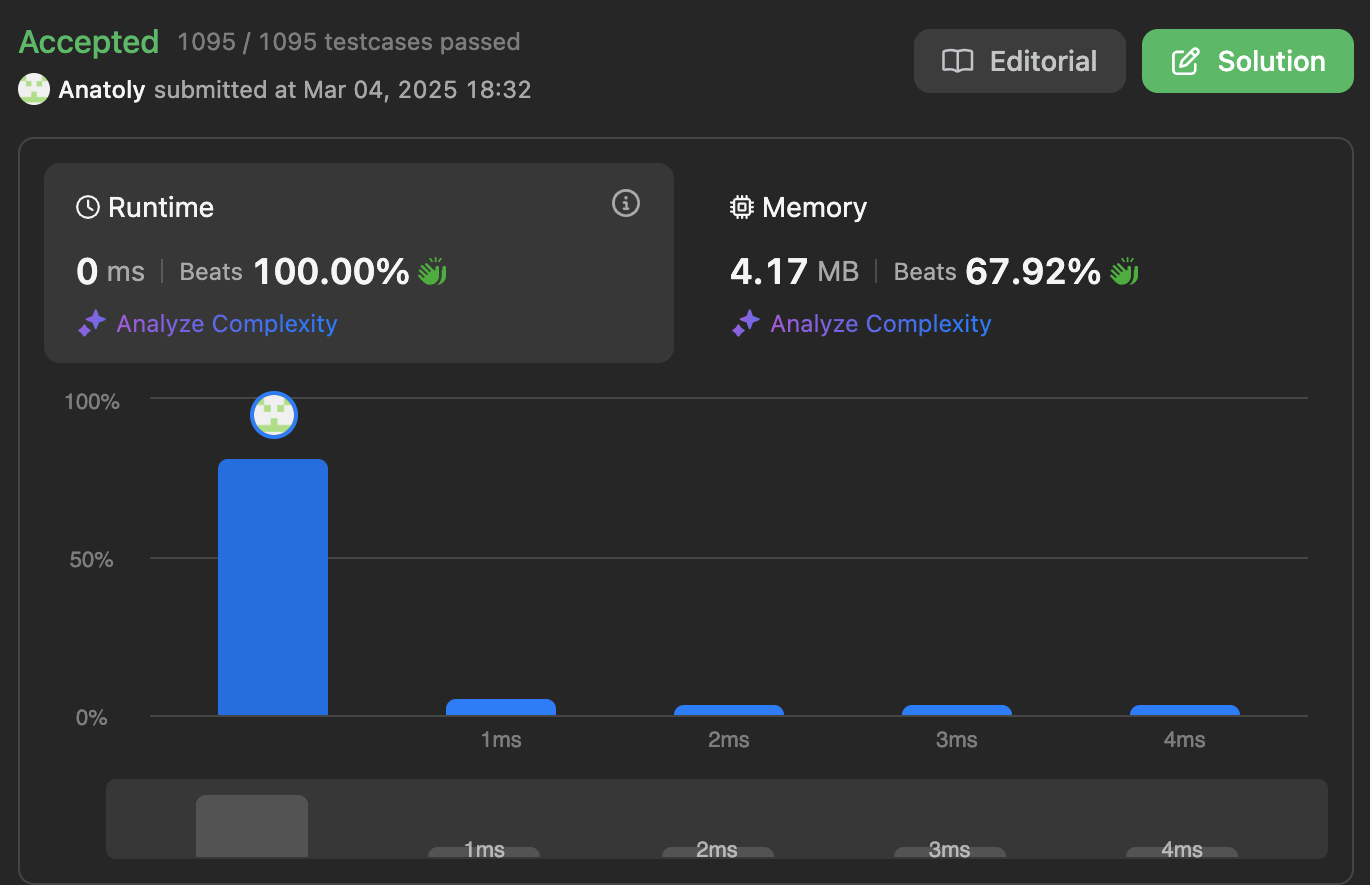 Accepted 1095 / 1095 testcases passed
Editorial
Solution
Anatoly submitted at Mar 04, 2025 18:32
Runtime
0 ms | Beats 100.00%
Analyze Complexity
Memory
4.17 MB | Beats 67.92%
Analyze Complexity
100%
50%
0%
1ms 2ms 3ms 4ms
1ms 2ms 3ms 4ms